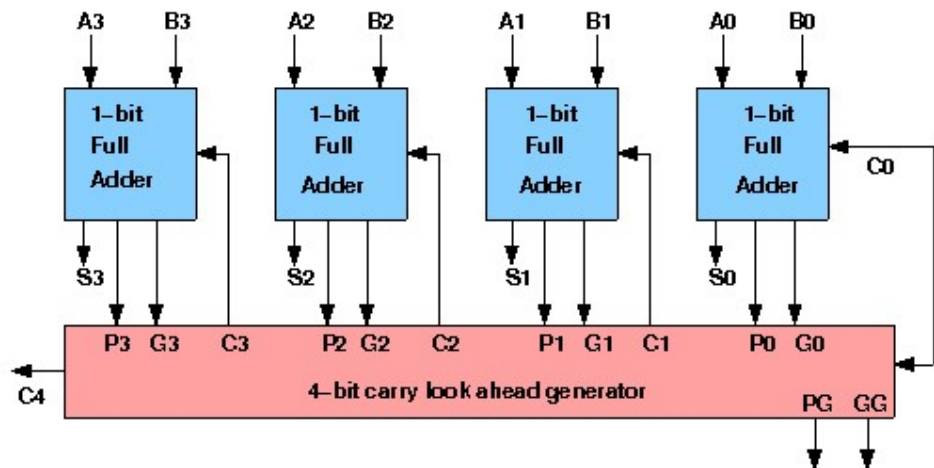 A3 B3 A2 B2 A1 B1 A0 B0
1-bit 1-bit 1-bit 1-bit
Full Full Full Full
Adder Adder Adder Adder
C0
S3 S2 S1 S0
P3 G3 C3 P2 G2 C2 P1 G1 C1 P0 G0
C4
4-bit carry look ahead generator
PG GG